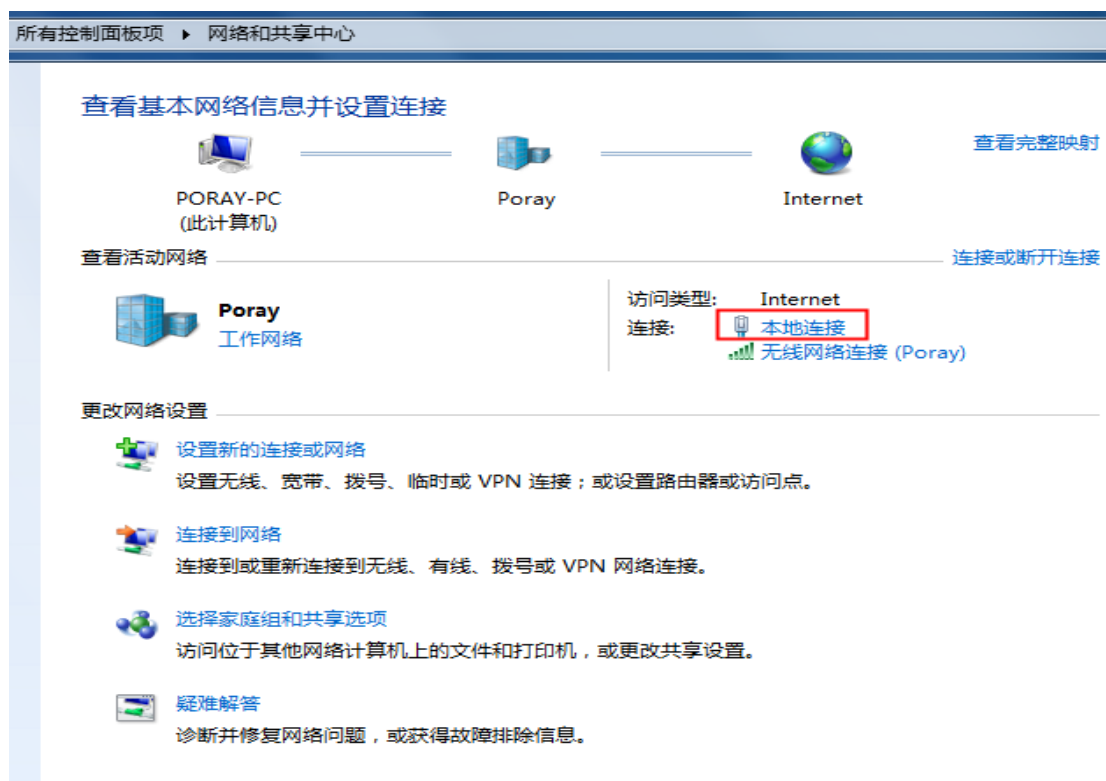 所有控制面板项 ▶ 网络和共享中心
查看基本网络信息并设置连接
查看完整映射
PORAY-PC Poray Internet
(此计算机)
查看活动网络 连接或断开连接
Poray
工作网络
访问类型: Internet
连接: 本地连接
无线网络连接 (Poray)
更改网络设置
设置新的连接或网络
设置无线、宽带、拨号、临时或 VPN 连接；或设置路由器或访问点。
连接到网络
连接到或重新连接到无线、有线、拨号或 VPN 网络连接。
选择家庭组和共享选项
访问位于其他网络计算机上的文件和打印机，或更改共享设置。
疑难解答
诊断并修复网络问题，或获得故障排除信息。